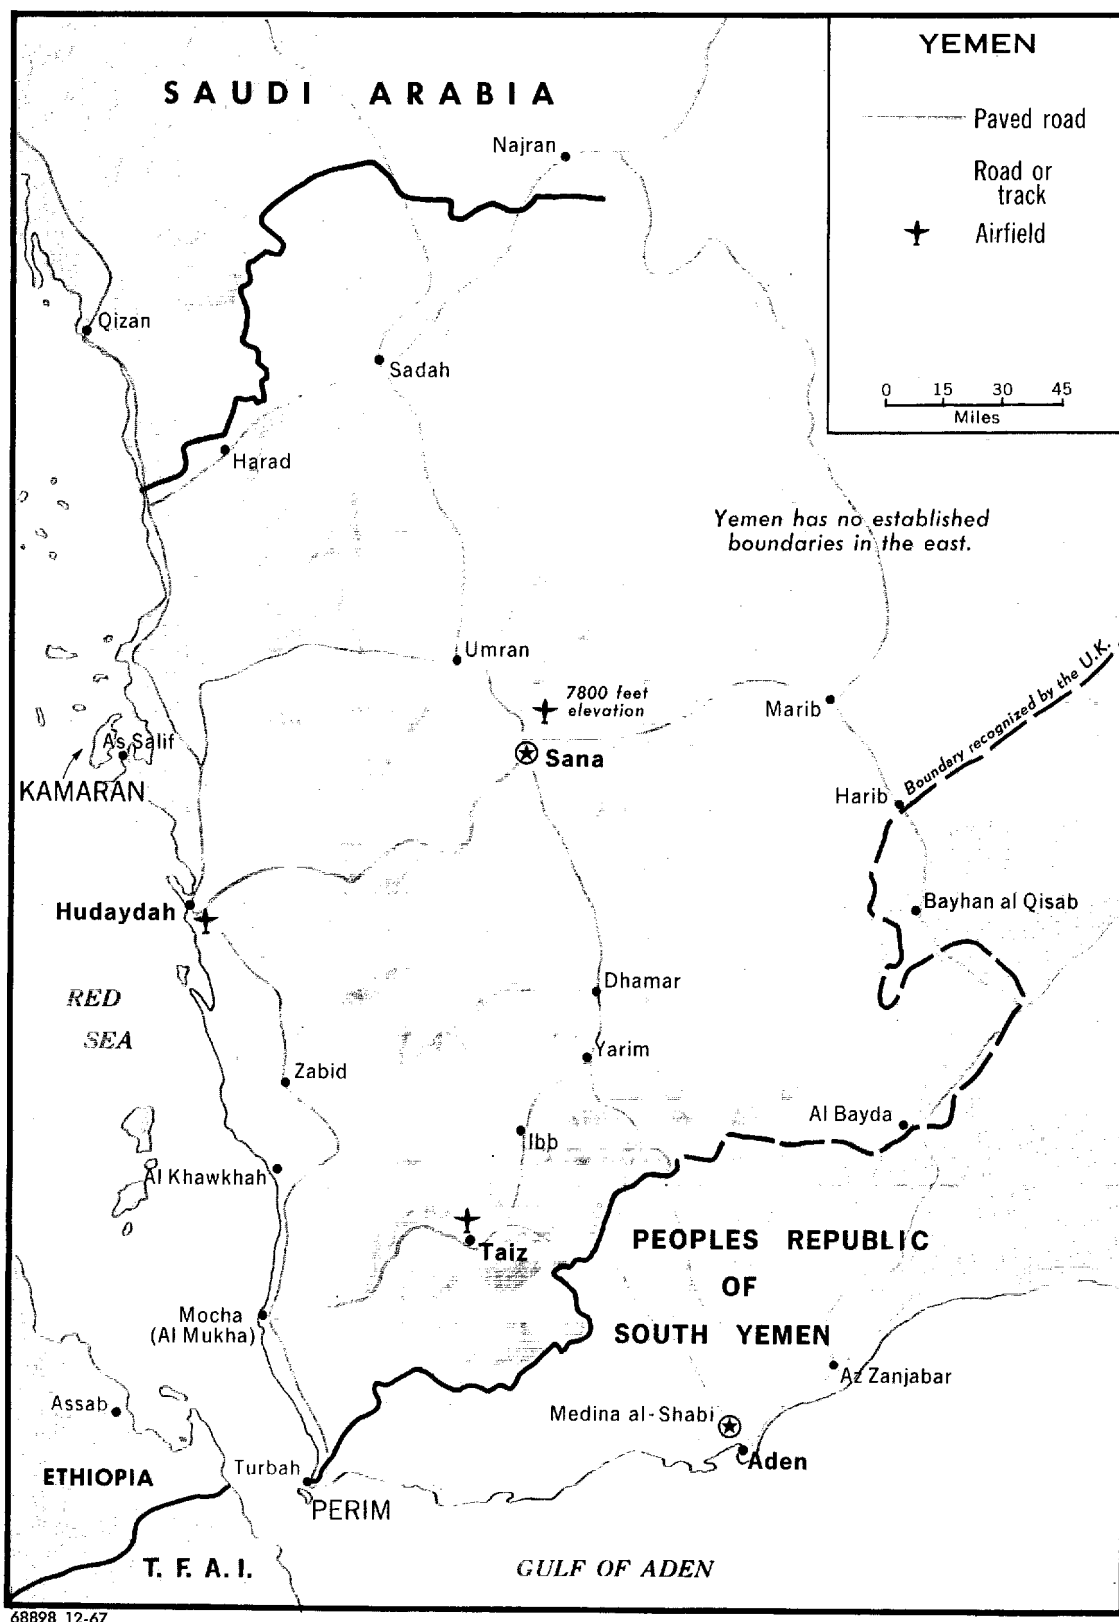 YEMEN
Paved road
Road or
track
Airfield
0 15 30 45
Miles
SAUDI ARABIA
Najran
Qizan
Sadah
Harad
Yemen has no established
boundaries in the east.
Umran
7800 feet
elevation
Marib
Boundary recognized by the U.K.
As Salif
Sana
KAMARAN
Harib
Hudaydah
Bayhan al Qisab
RED
SEA
Dhamar
Yarim
Zabid
Al Bayda
Ibb
Al Khawkhah
Taiz
PEOPLES REPUBLIC
OF
SOUTH YEMEN
Mocha
(Al Mukha)
Az Zanjabar
Assab
Medina al-Shabi
Aden
Turbah
ETHIOPIA
PERIM
T. F. A. I.
GULF OF ADEN
68898 12-67